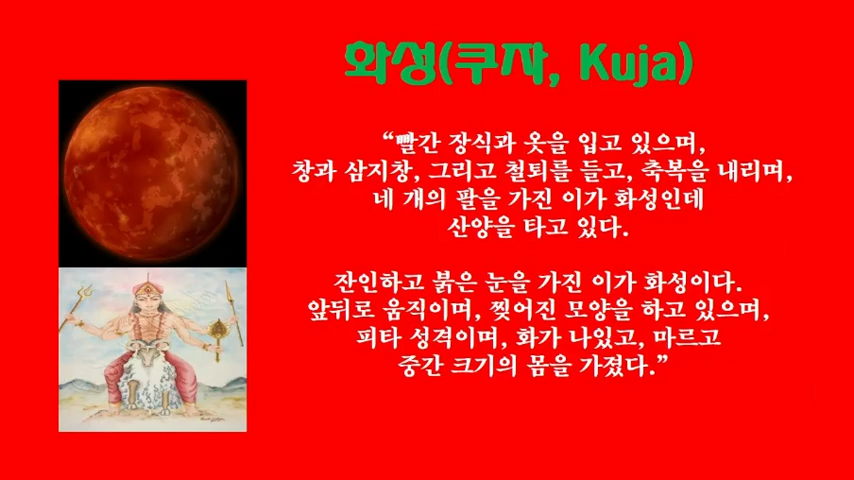 화성(쿠자, Kuja)
“빨간 장식과 옷을 입고 있으며,
창과 삼지창, 그리고 철퇴를 들고, 축복을 내리며,
네 개의 팔을 가진 이가 화성인데
산양을 타고 있다.
잔인하고 붉은 눈을 가진 이가 화성이다.
앞뒤로 움직이며, 찢어진 모양을 하고 있으며,
피타 성격이며, 화가 나있고, 마르고
중간 크기의 몸을 가졌다.”